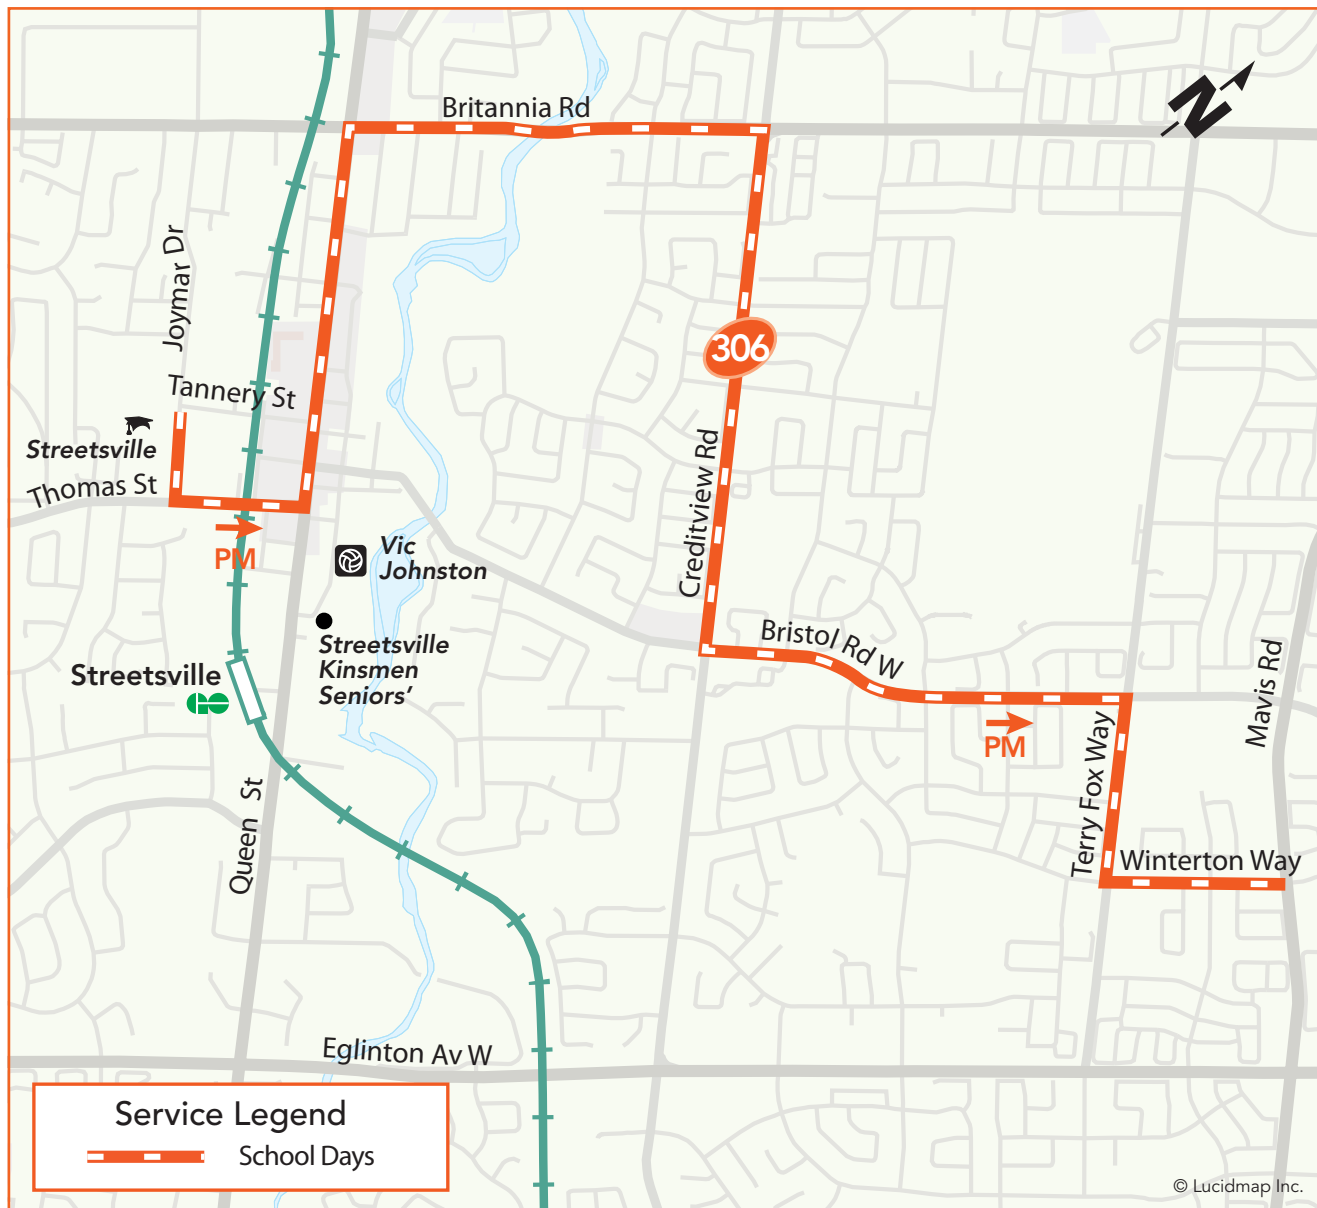 Britannia Rd
N
Joymar Dr
306
Tannery St
Streetsville
Thomas St
Creditview Rd
PM
Vic
Johnston
Streetsville
Kinsmen
Seniors'
Bristol Rd W
Streetsville
GO
Mavis Rd
PM
Terry Fox Way
Queen St
Winterton Way
Eglinton Av W
Service Legend
School Days
© Lucidmap Inc.